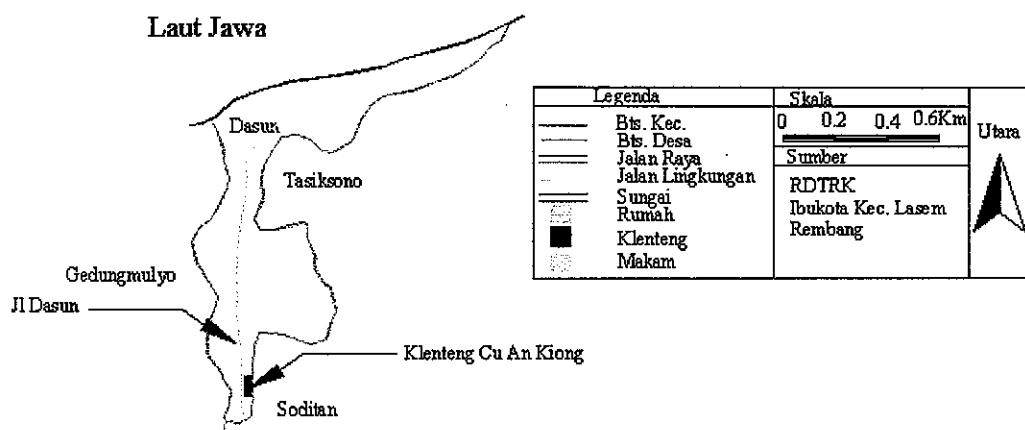 Laut Jawa
Dasun
Tasiksono
Gedungmulyo
Jl Dasun
Klenteng Cu An Kiong
Soditan
Legenda
Bts. Kec.
Bts. Desa
Jalan Raya
Jalan Lingkungan
Sungai
Rumah
Klenteng
Makam
Skala
0 0.2 0.4 0.6Km
Sumber
RDTRK
Ibukota Kec. Lasem
Rembang
Utara